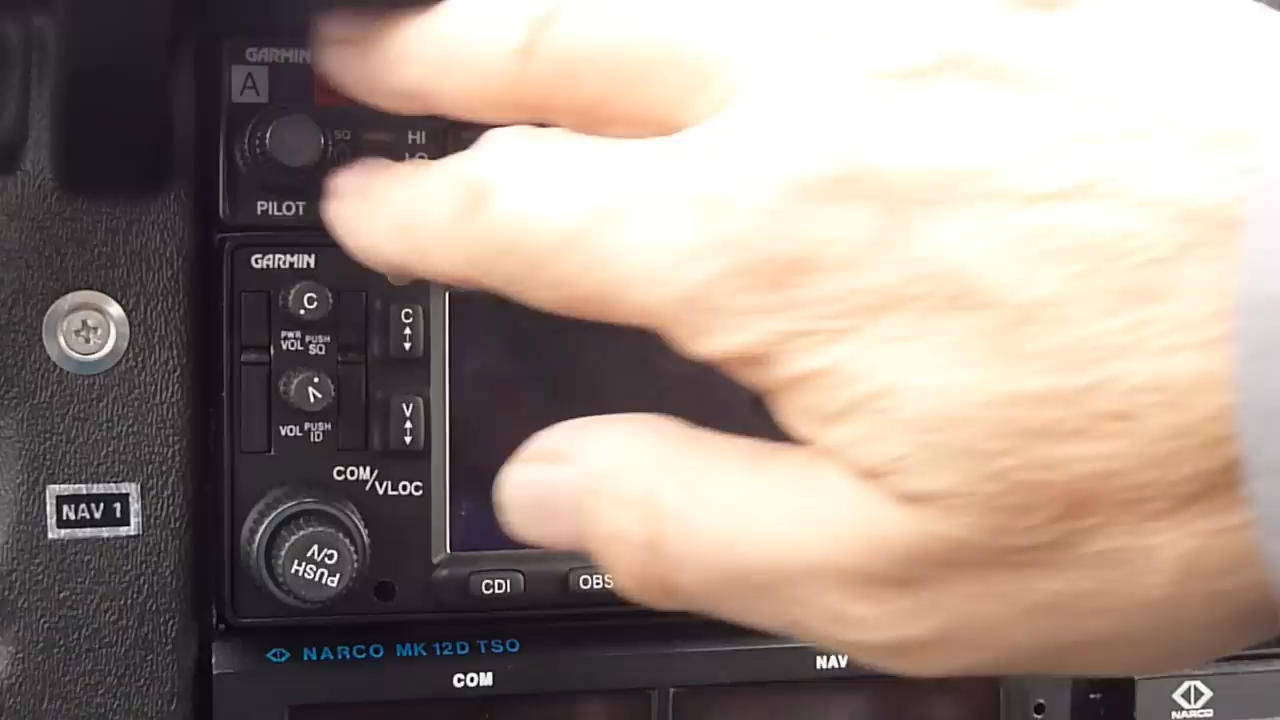 GARMIN
A
SQ
HI
LO
PILOT
GARMIN
C
PWR
VOL
PUSH
SQ
C
V
VOL
PUSH
ID
V
COM/VLOC
PUSH
C/V
CDI
OBS
NAV 1
NARCO MK 12D TSO
COM
NAV
NARCO